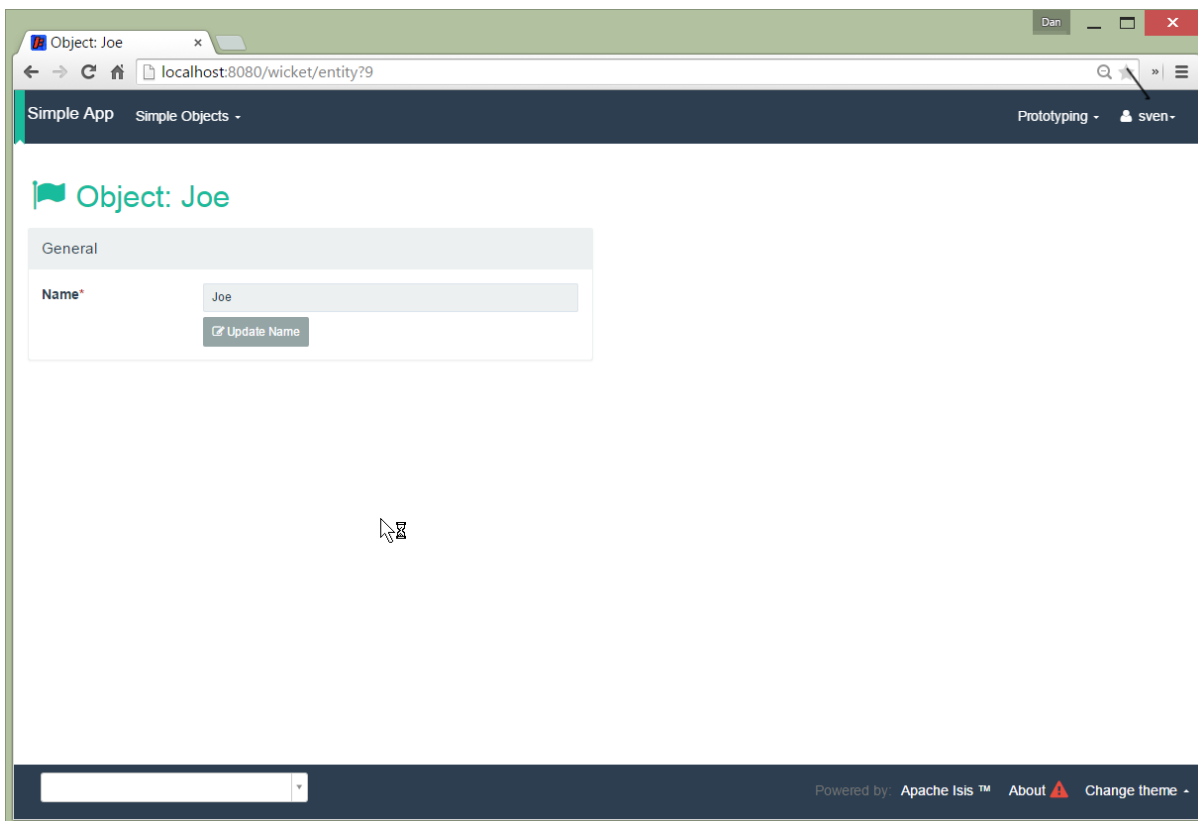 Dan
Object: Joe
localhost:8080/wicket/entity?9
Simple App Simple Objects Prototyping sven
Object: Joe
General
Name* Joe
Update Name
Powered by: Apache Isis ™ About Change theme